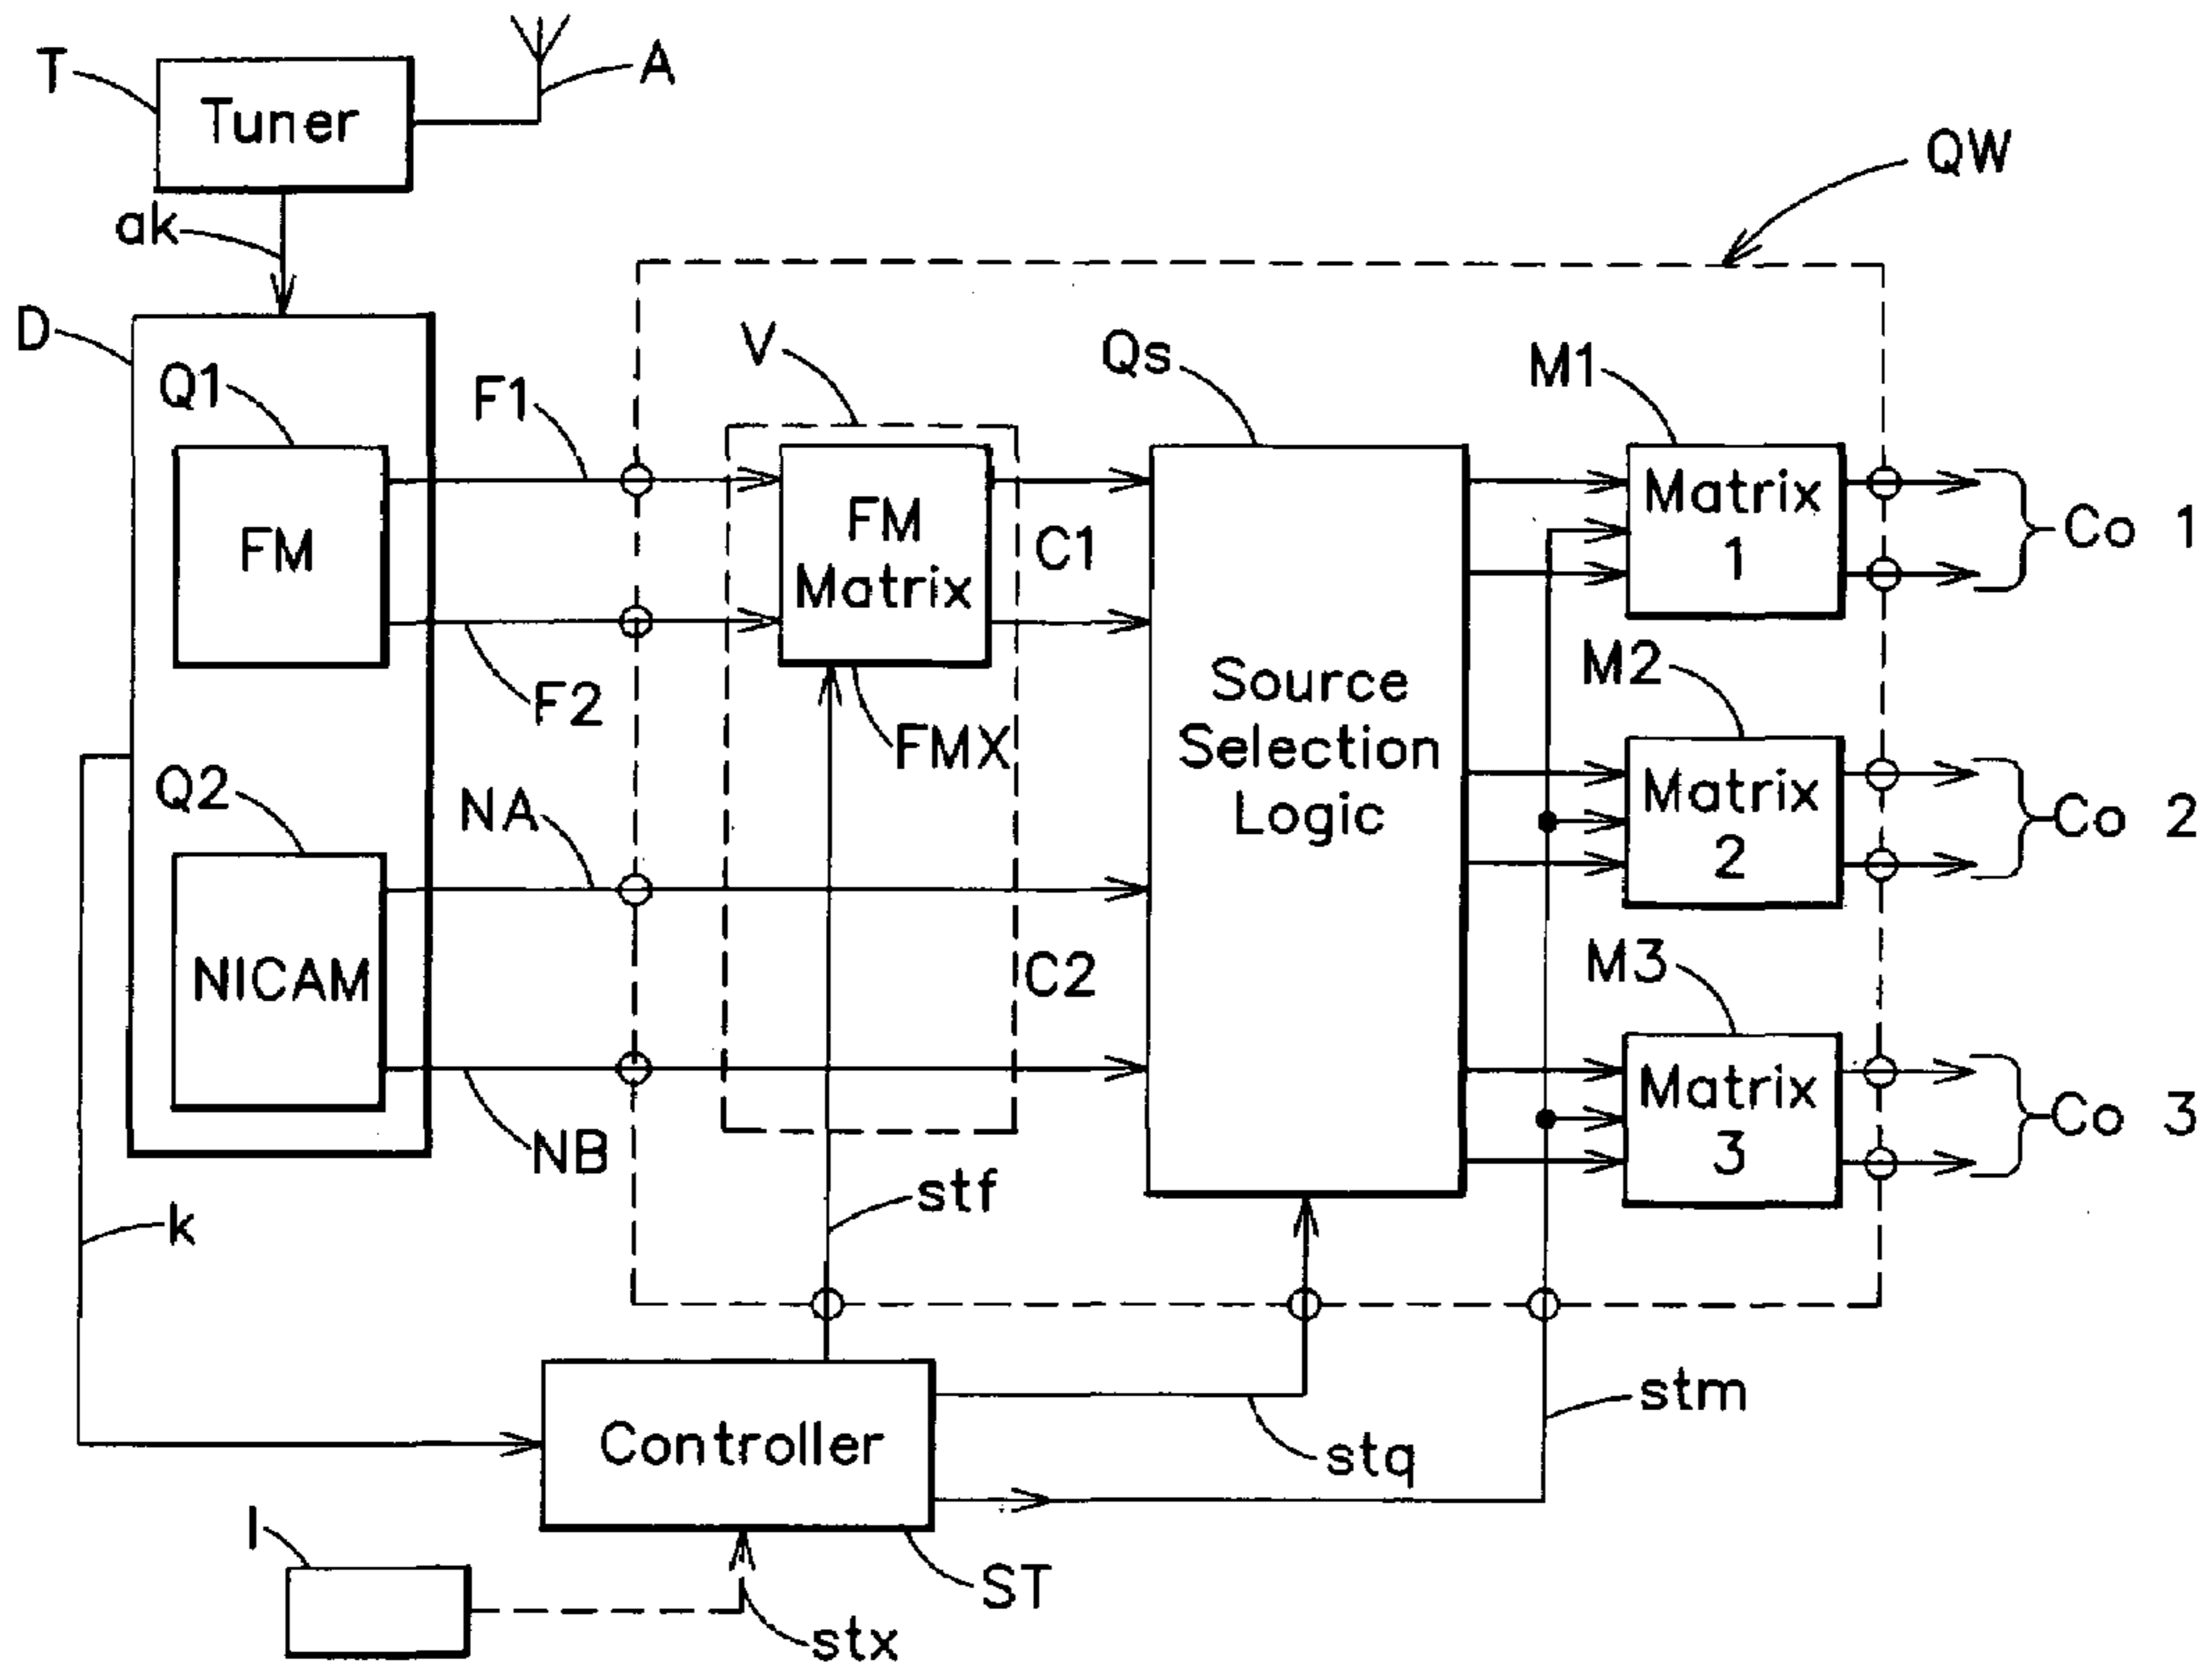 T
Tuner
A
QW
ak
D
Q1
F1
V
Qs
M1
FM
FM
Matrix
C1
Matrix
1
Co 1
F2
FMX
Source
Selection
Logic
M2
Q2
NA
Matrix
2
Co 2
NICAM
C2
M3
NB
Matrix
3
Co 3
k
stf
stm
Controller
stq
I
ST
stx